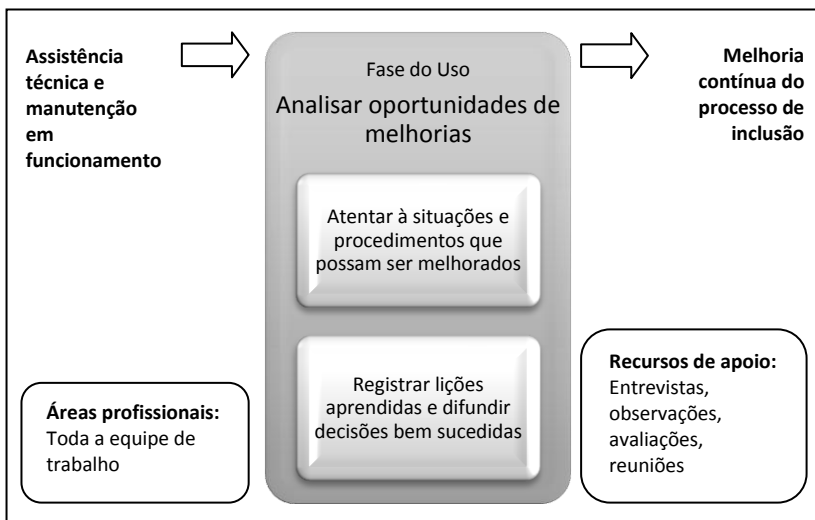 Assistência
técnica e
manutenção
em
funcionamento
Fase do Uso
Analisar oportunidades de
melhorias
Atentar à situações e
procedimentos que
possam ser melhorados
Registrar lições
aprendidas e difundir
decisões bem sucedidas
Melhoria
contínua do
processo de
inclusão
Áreas profissionais:
Toda a equipe de
trabalho
Recursos de apoio:
Entrevistas,
observações,
avaliações,
reuniões